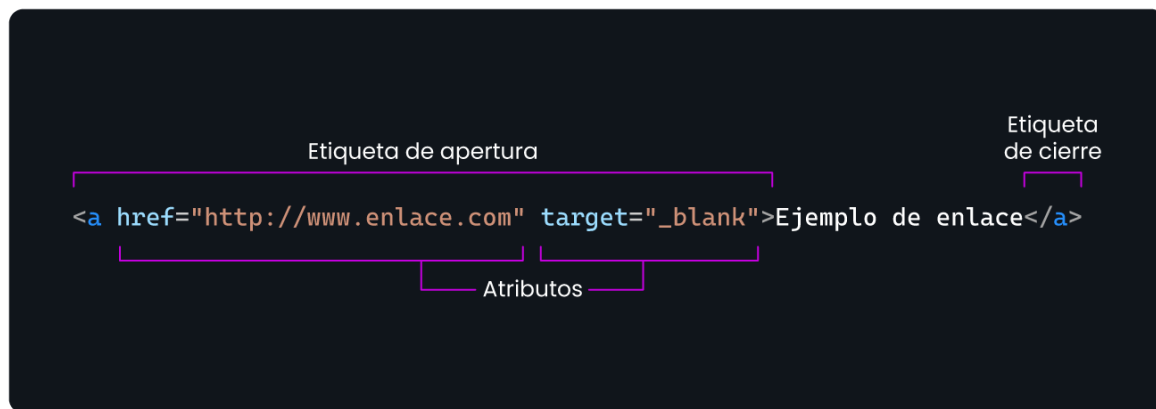 Etiqueta
Etiqueta de apertura
de cierre
<a href="http://www.enlace.com" target="_blank">Ejemplo de enlace</a>
Atributos